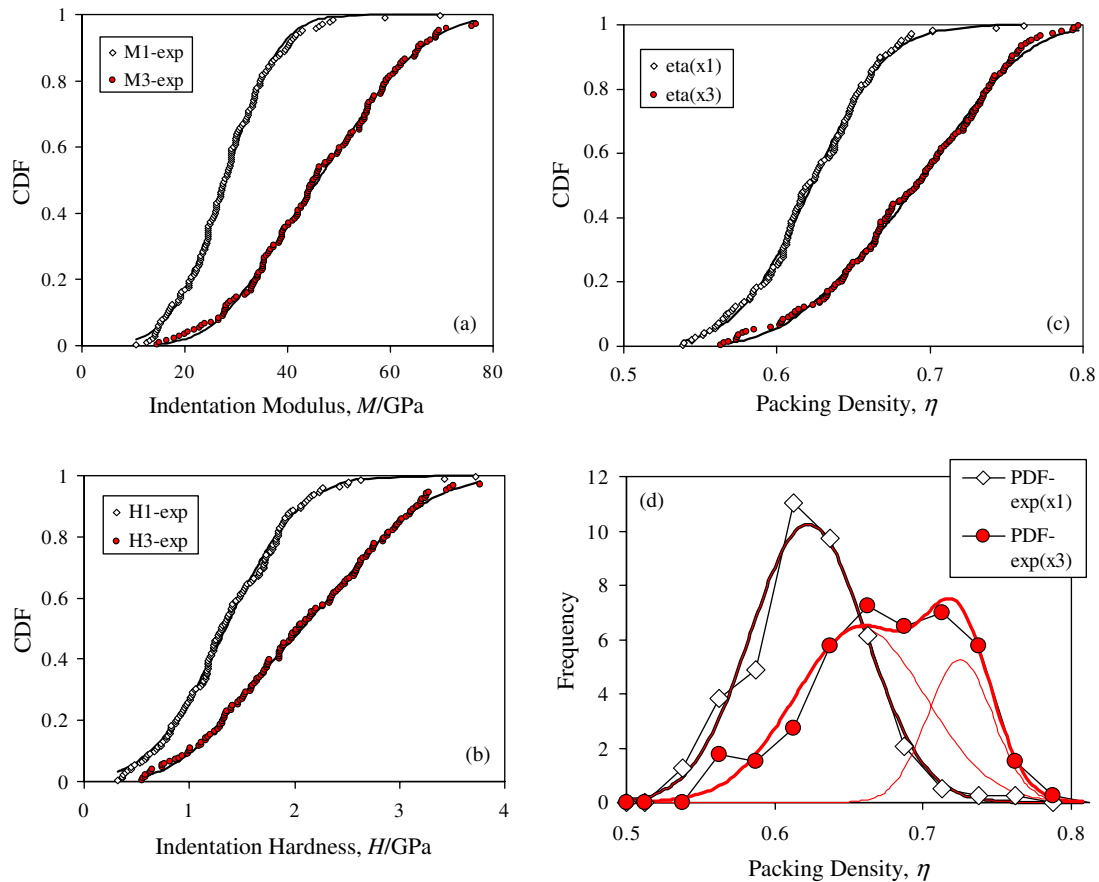 1
0.8
0.6
0.4
0.2
0
CDF
M1-exp
M3-exp
(a)
20
40
60
80
Indentation Modulus, M/GPa
1
0.8
0.6
0.4
0.2
0
CDF
eta(x1)
eta(x3)
(c)
0.5
0.6
0.7
0.8
Packing Density, η
1
0.8
0.6
0.4
0.2
0
CDF
H1-exp
H3-exp
(b)
0
1
2
3
4
Indentation Hardness, H/GPa
12
10
8
6
4
2
0
Frequency
(d)
PDF-
exp(x1)
PDF-
exp(x3)
0.5
0.6
0.7
0.8
Packing Density, η